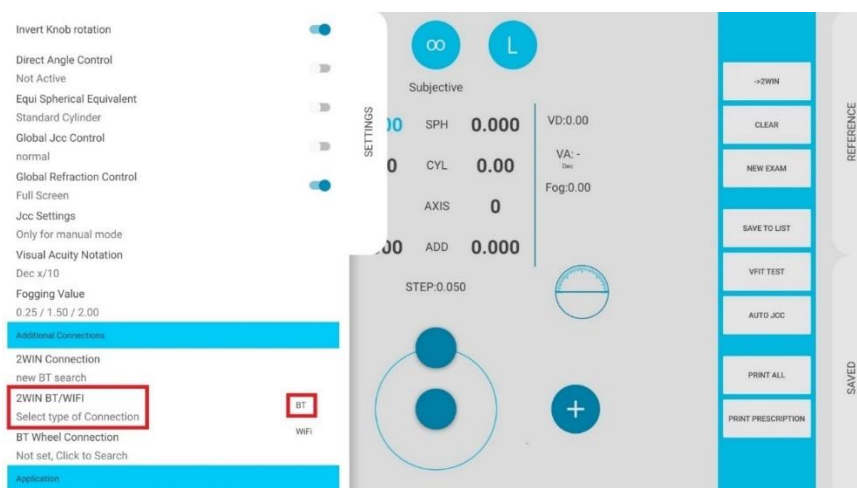 Invert Knob rotation
Direct Angle Control
Not Active
Equi Spherical Equivalent
Standard Cylinder
Global Jcc Control
normal
Global Refraction Control
Full Screen
Jcc Settings
Only for manual mode
Visual Acuity Notation
Dec x/10
Fogging Value
0.25 / 1.50 / 2.00
Additional Connections
2WIN Connection
new BT search
2WIN BT/WIFI
BT
Select type of Connection
WiFi
BT Wheel Connection
Not set, Click to Search
Application
SETTINGS
∞ L
Subjective
00 SPH 0.000 VD:0.00
0 CYL 0.00 VA: -
Dec
Fog:0.00
AXIS 0
00 ADD 0.000
STEP:0.050
+
->2WIN
CLEAR
NEW EXAM
SAVE TO LIST
VFIT TEST
AUTO JCC
PRINT ALL
PRINT PRESCRIPTION
REFERENCE
SAVED